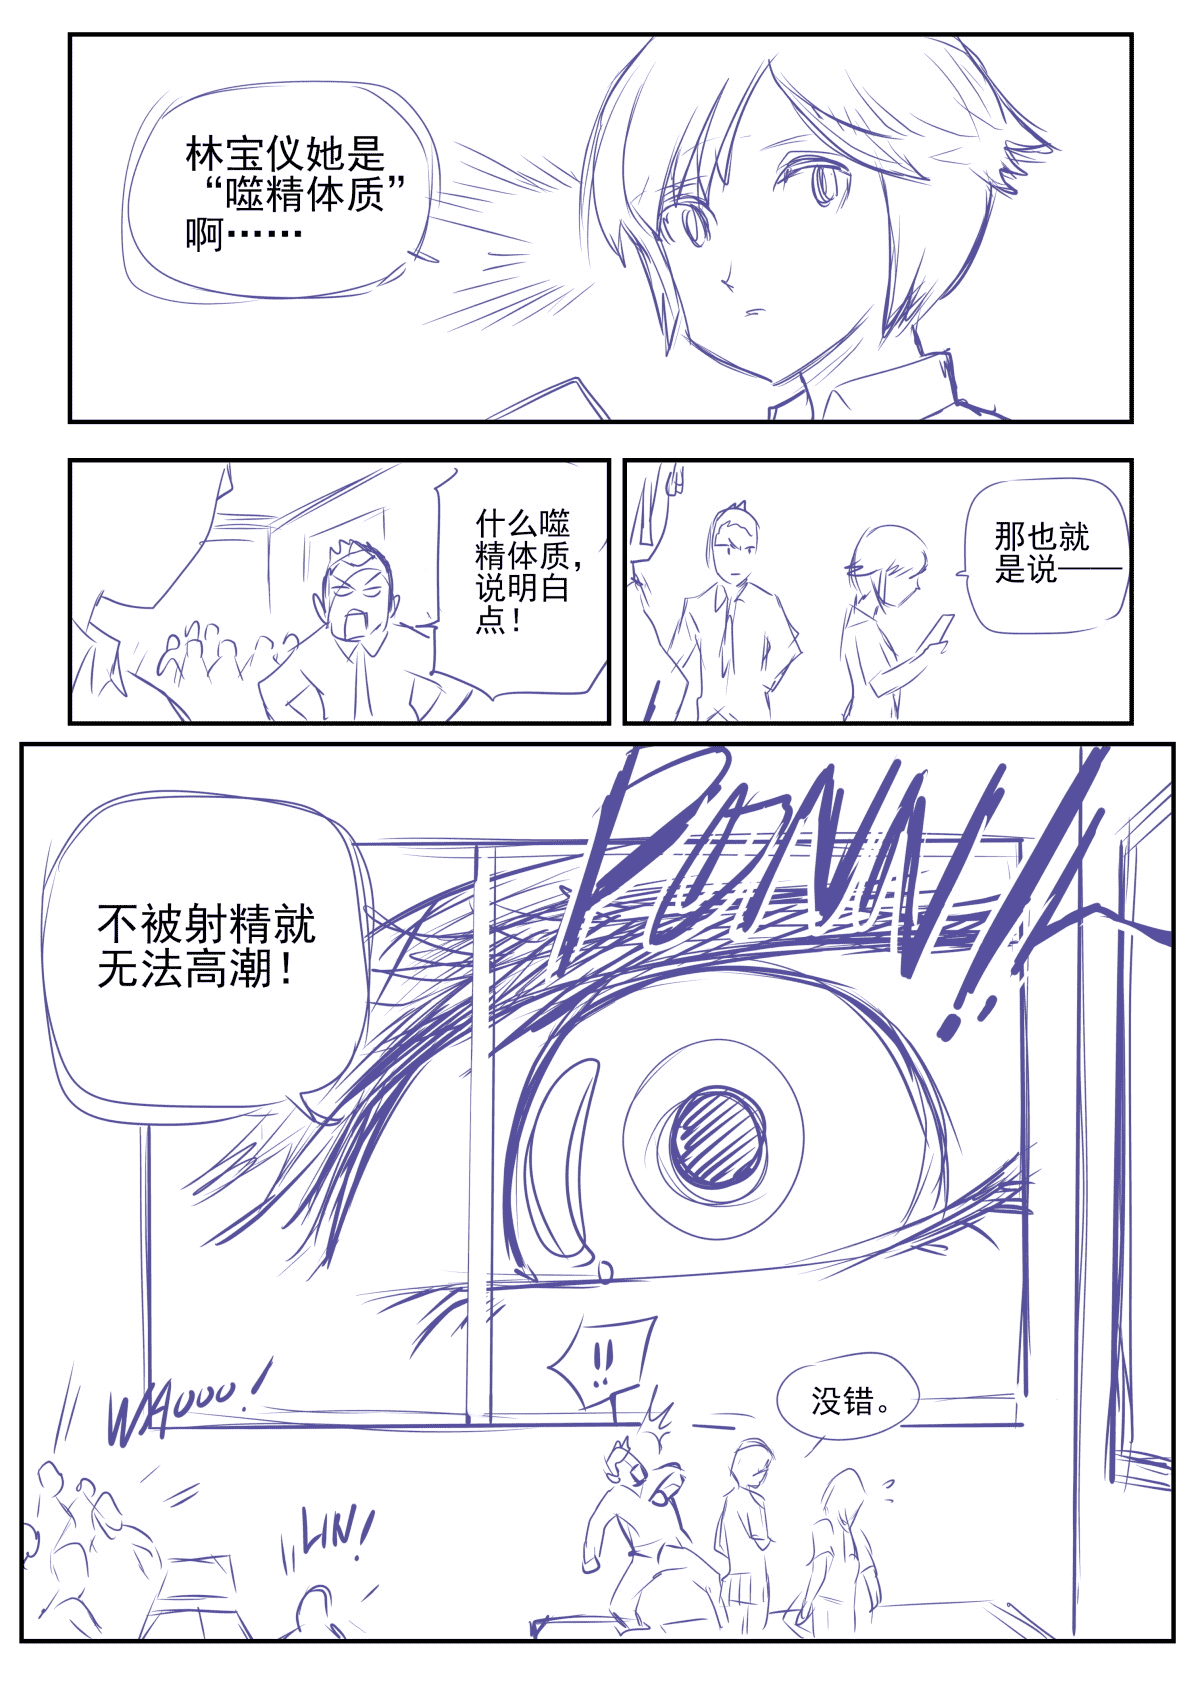 林宝仪她是
“噬精体质”
啊……
什么噬
精体质，
说明白
点！
那也就
是说——
不被射精就
无法高潮！
PONN!!
!!
没错。
WAOOO!
LIN!